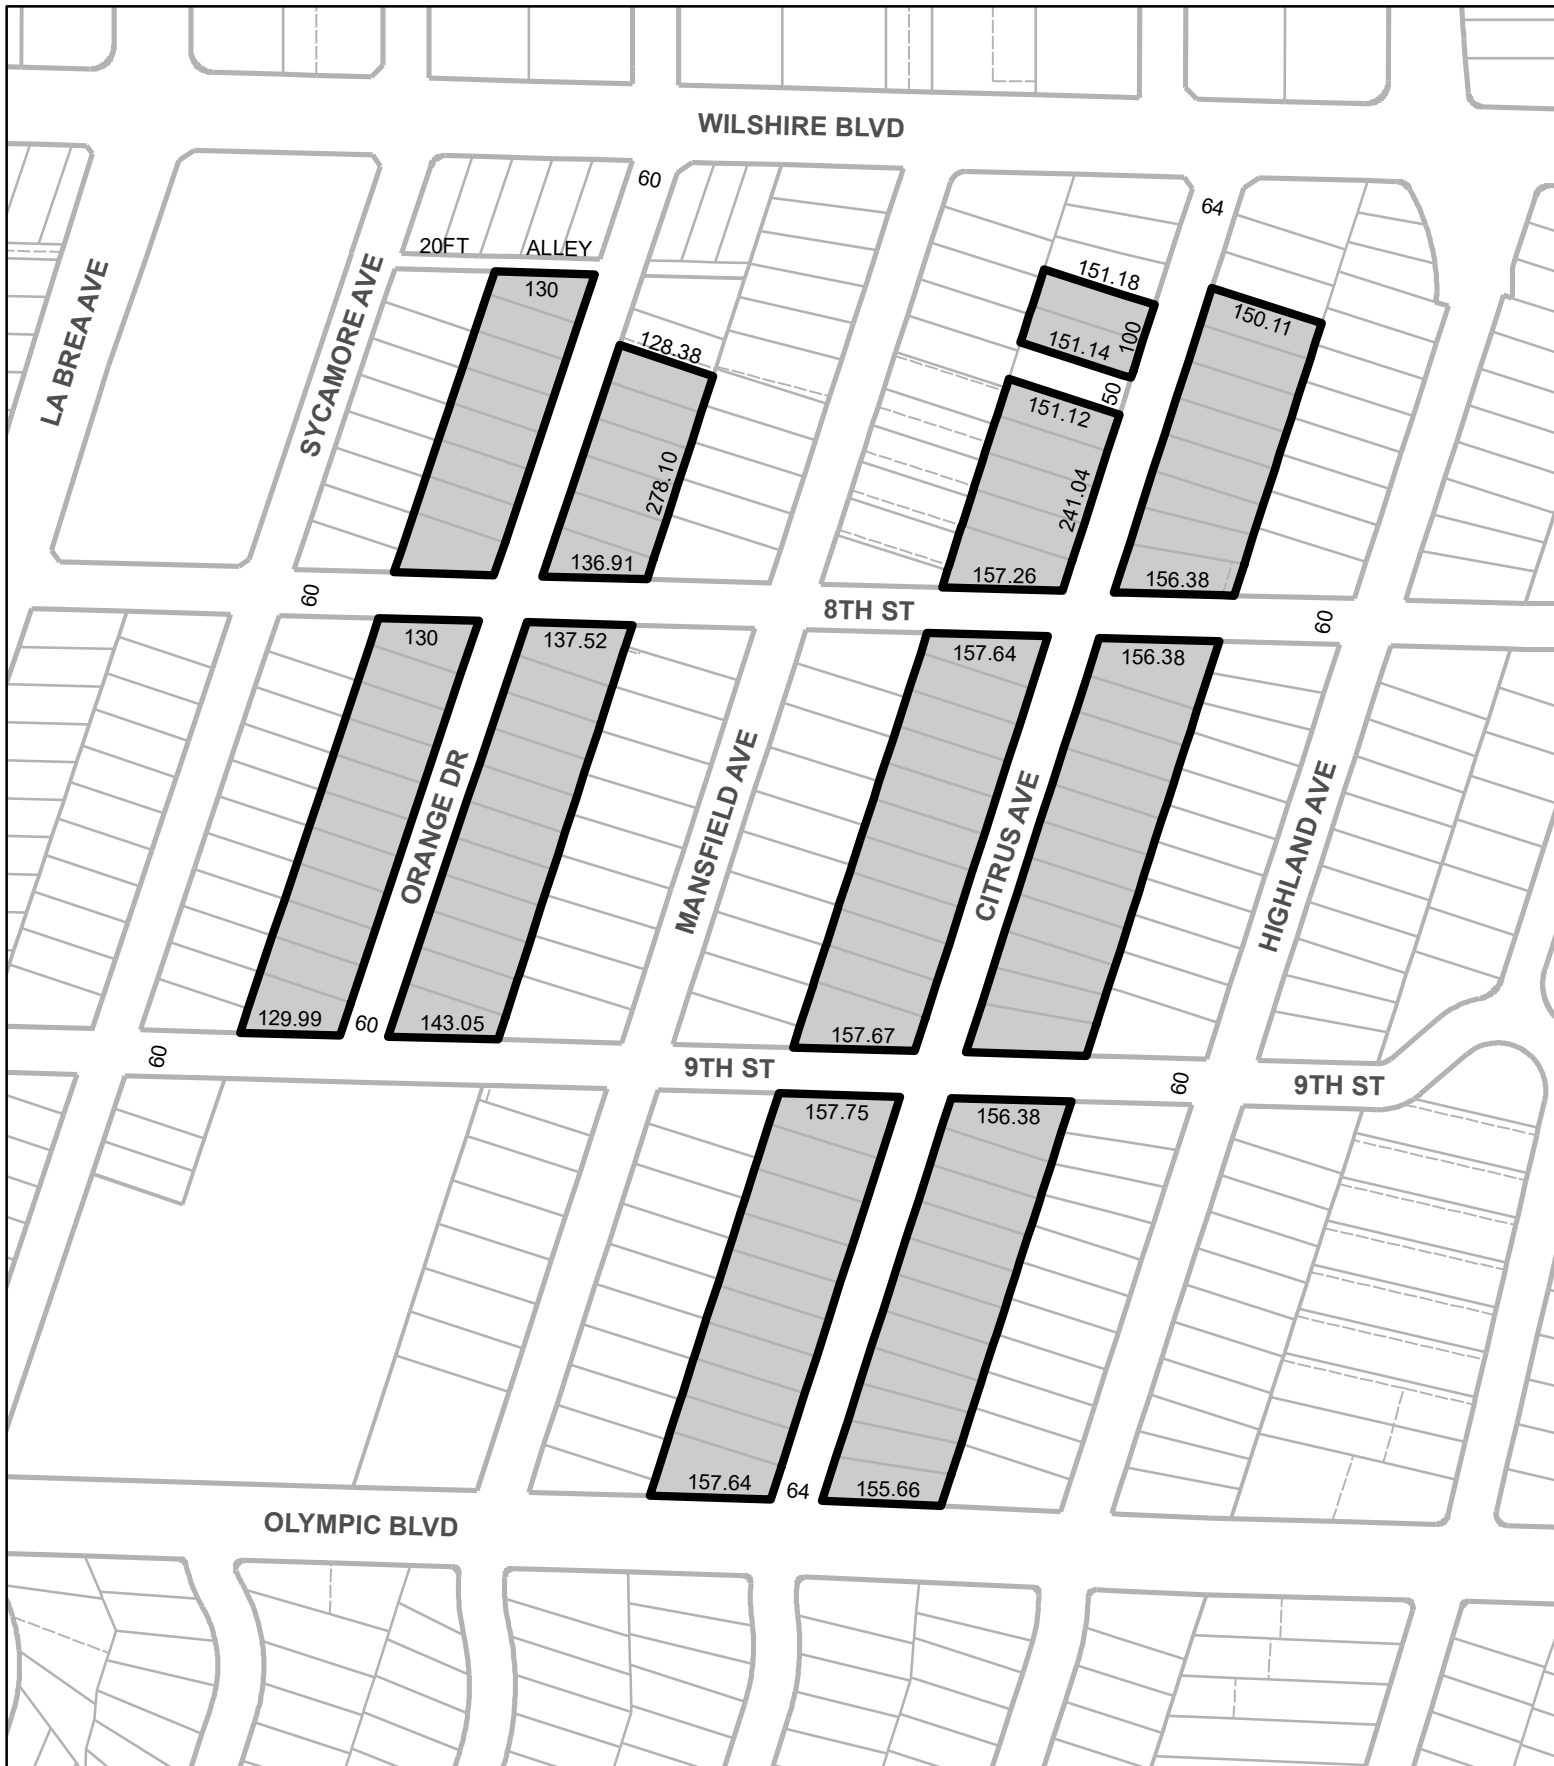 WILSHIRE BLVD
60
64
20FT ALLEY
LA BREA AVE
SYCAMORE AVE
130
128.38
278.10
136.91
151.18
100
151.14
50
151.12
241.04
157.26
150.11
156.38
60
8TH ST
60
130
137.52
157.64
156.38
ORANGE DR
MANSFIELD AVE
CITRUS AVE
HIGHLAND AVE
129.99
60
143.05
157.67
60
9TH ST
60
9TH ST
157.75
156.38
157.64
64
155.66
OLYMPIC BLVD